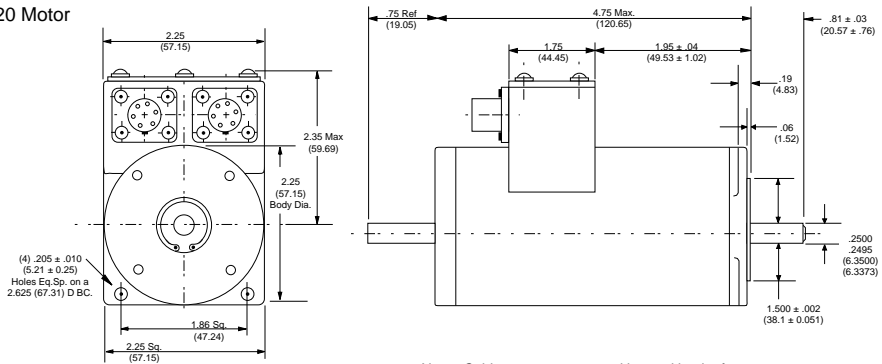 20 Motor
2.25
(57.15)
2.35 Max
(59.69)
2.25
(57.15)
Body Dia.
(4) .205 ± .010
(5.21 ± 0.25)
Holes Eq.Sp. on a
2.625 (67.31) D BC.
1.86 Sq.
(47.24)
2.25 Sq.
(57.15)
.75 Ref
(19.05)
4.75 Max.
(120.65)
.81 ± .03
(20.57 ± .76)
1.75
(44.45)
1.95 ± .04
(49.53 ± 1.02)
.19
(4.83)
.06
(1.52)
.2500
.2495
(6.3500)
(6.3373)
1.500 ± .002
(38.1 ± 0.051)